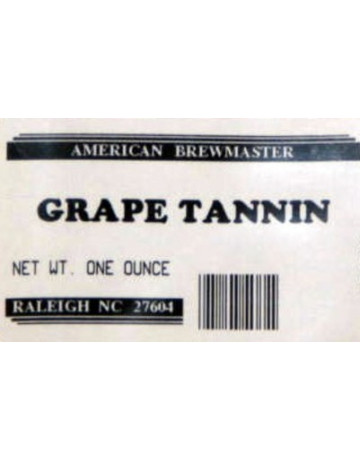 AMERICAN BREWMASTER
GRAPE TANNIN
NET WT. ONE OUNCE
RALEIGH NC 27604